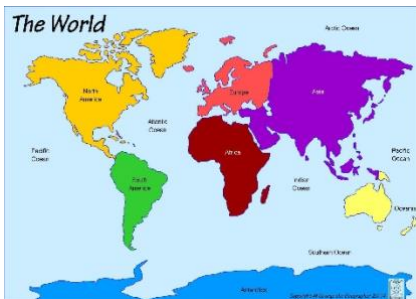 The World
Arctic Ocean
North
America
Europe
Asia
Atlantic
Ocean
Pacific
Ocean
Pacific
Ocean
Africa
Indian
Ocean
South
America
Oceania
Southern Ocean
Antarctica